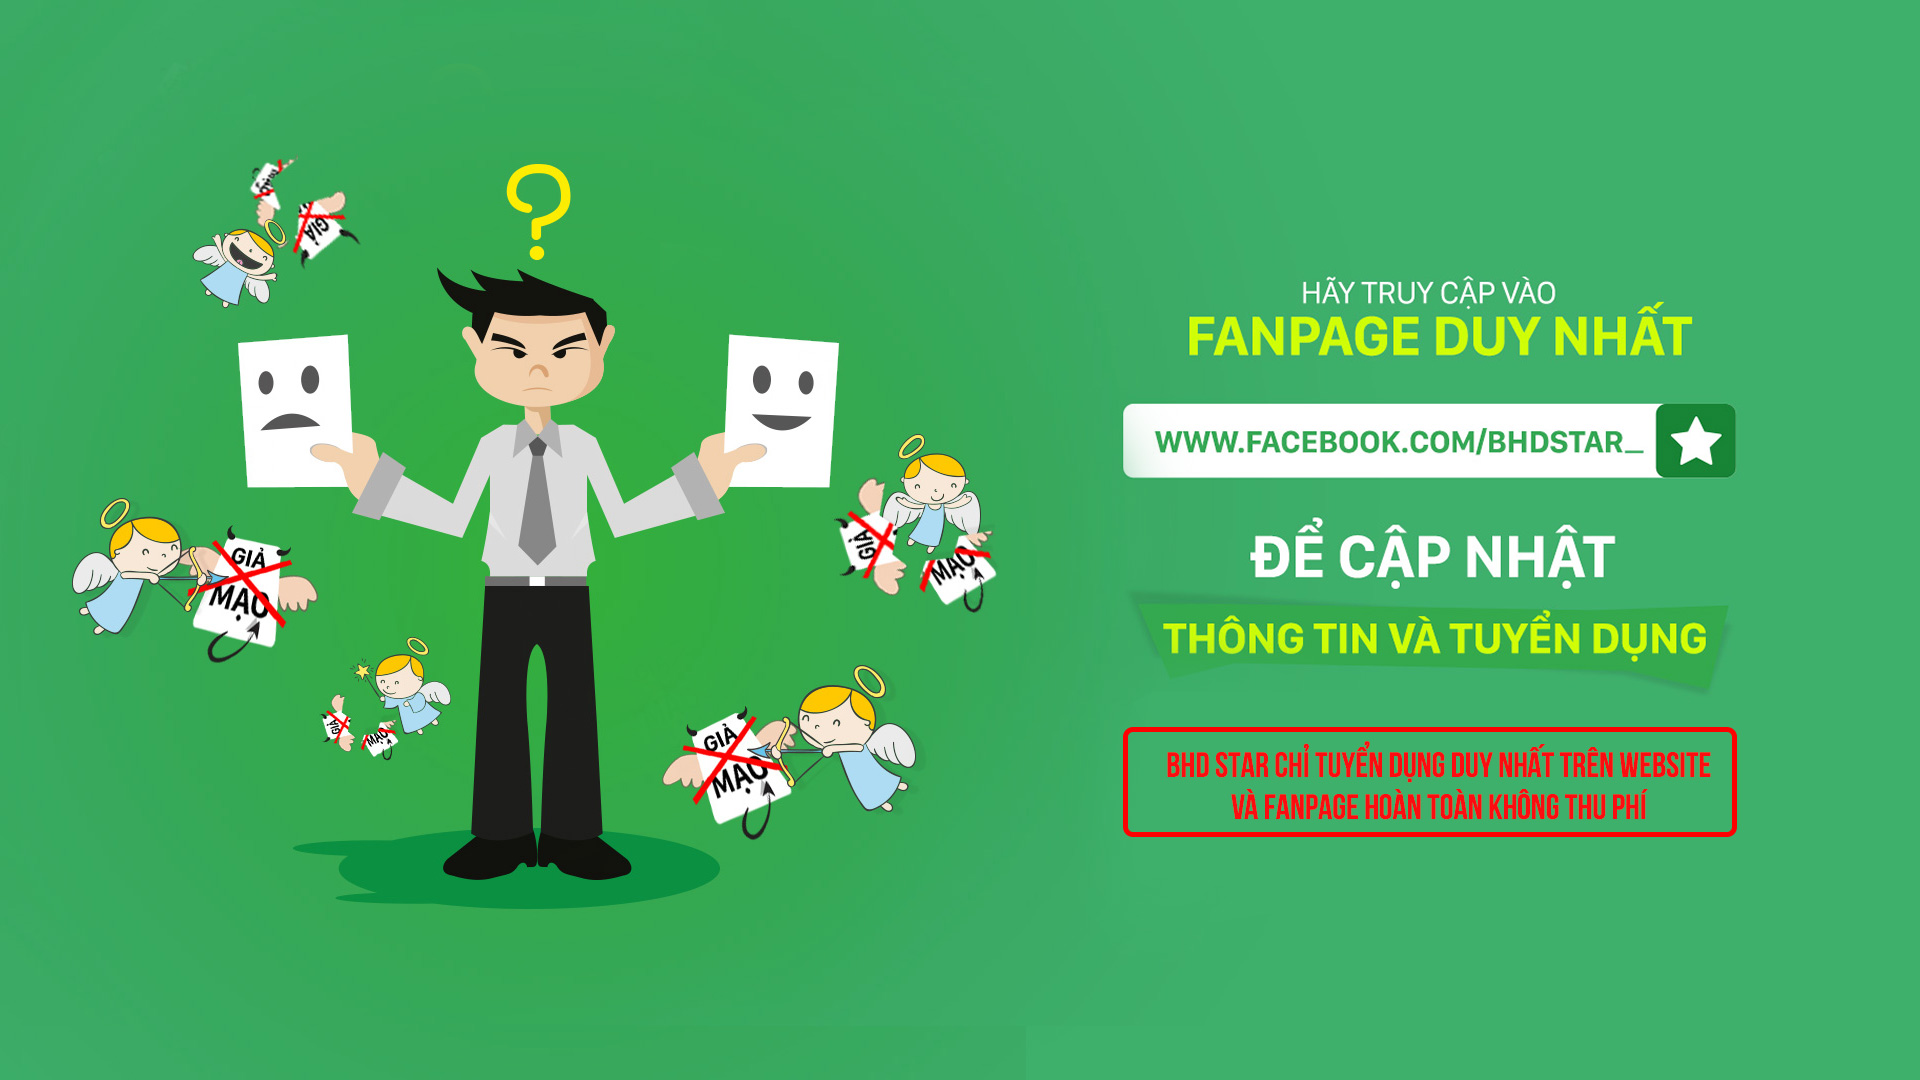 GIẢ
?
GIẢ
MẠO
GIẢ
MẠO
GIẢ
MẠO
GIẢ
MẠO
HÃY TRUY CẬP VÀO
FANPAGE DUY NHẤT
WWW.FACEBOOK.COM/BHDSTAR_
ĐỂ CẬP NHẬT
THÔNG TIN VÀ TUYỂN DỤNG
BHD STAR CHỈ TUYỂN DỤNG DUY NHẤT TRÊN WEBSITE
VÀ FANPAGE HOÀN TOÀN KHÔNG THU PHÍ